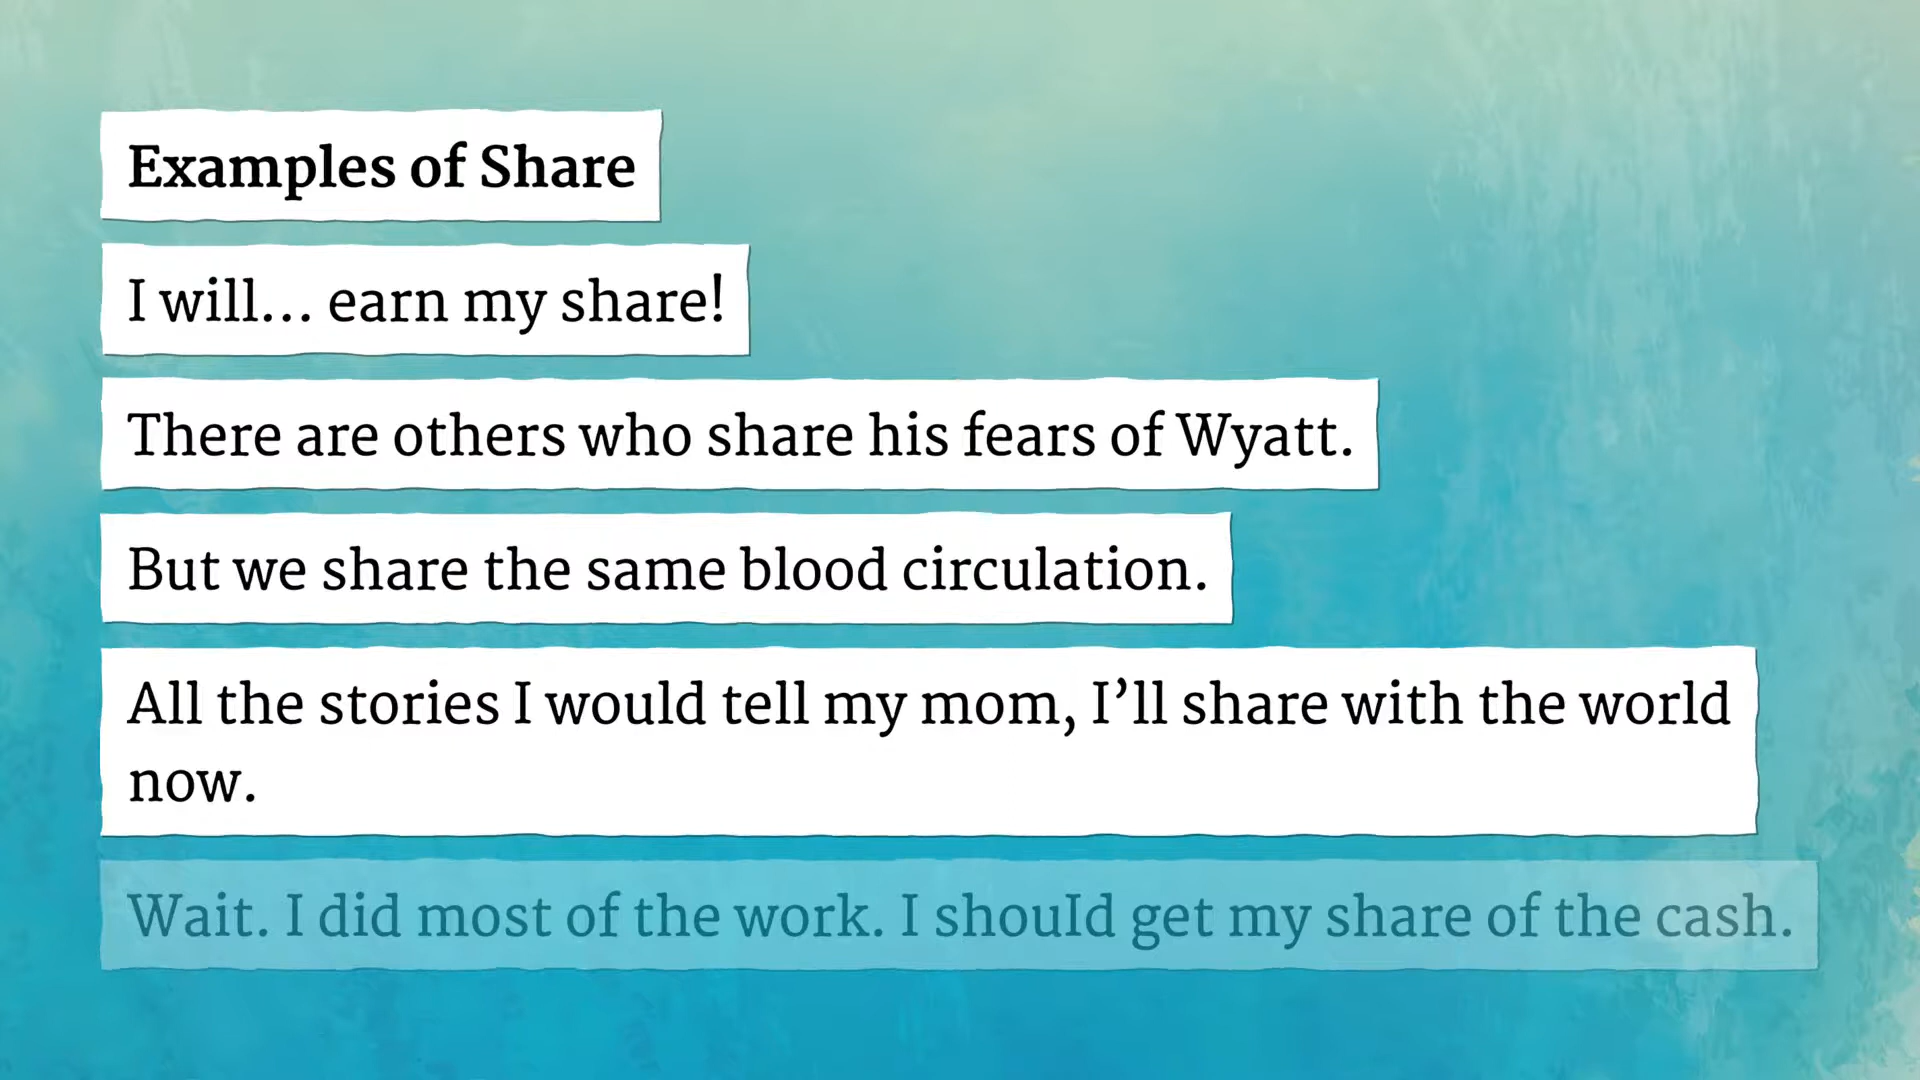 Examples of Share
I will... earn my share!
There are others who share his fears of Wyatt.
But we share the same blood circulation.
All the stories I would tell my mom, I’ll share with the world
now.
Wait. I did most of the work. I shouId get my share of the cash.